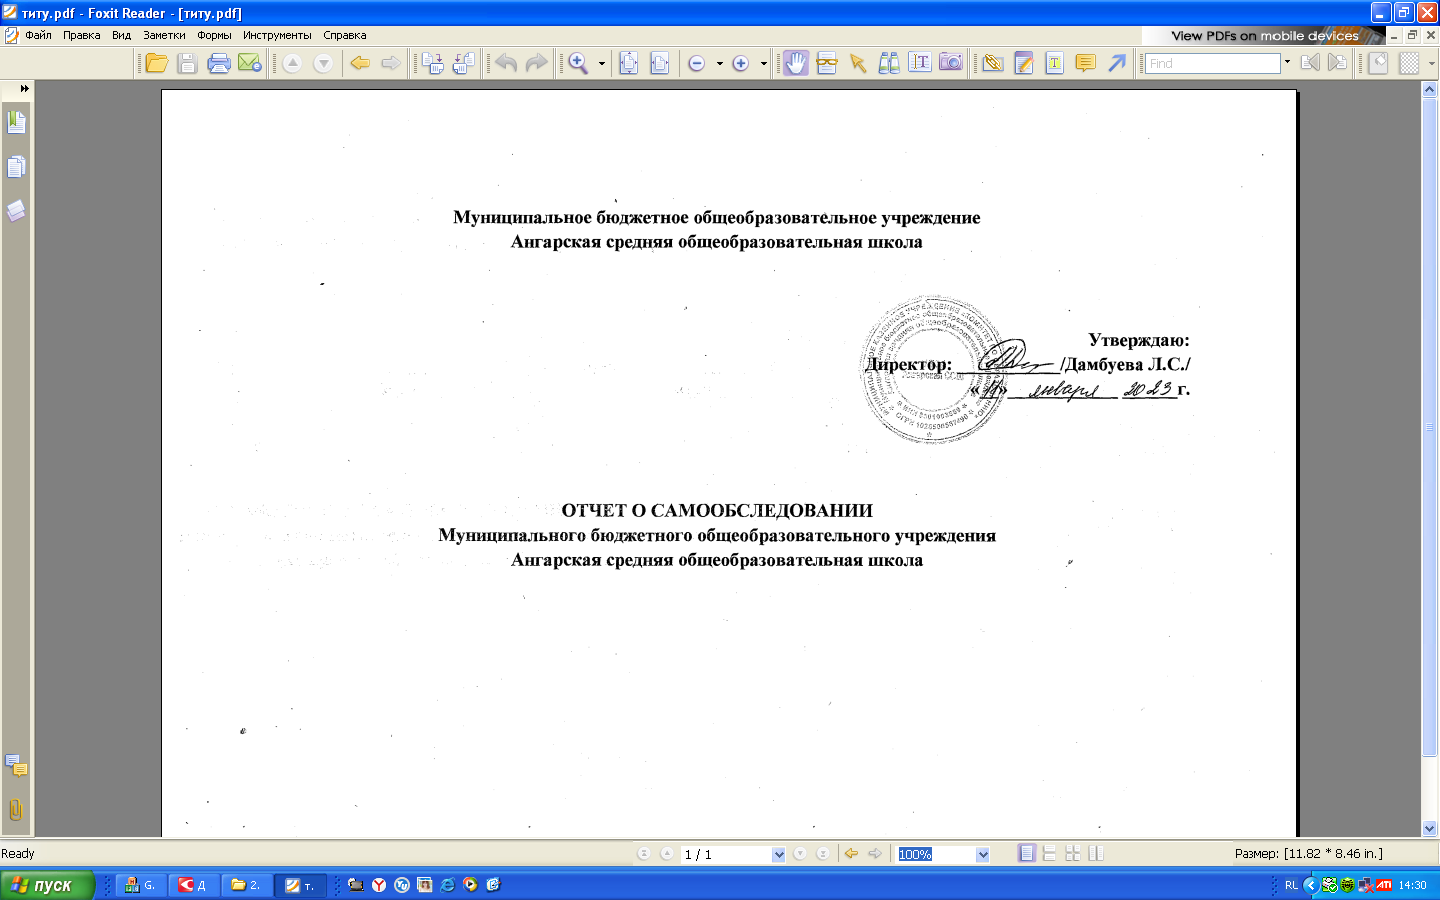 титу.pdf - Foxit Reader - [титу.pdf]
Файл Правка Вид Заметки Формы Инструменты Справка
View PDFs on mobile devices
Find
Муниципальное бюджетное общеобразовательное учреждение
Ангарская средняя общеобразовательная школа
Утверждаю:
Директор: /Дамбуева Л.С./
« » января 2023 г.
ОТЧЕТ О САМООБСЛЕДОВАНИИ
Муниципального бюджетного общеобразовательного учреждения
Ангарская средняя общеобразовательная школа
Ready
1 / 1
100%
Размер: [11.82 * 8.46 in.]
пуск
G.
Д
2.
т.
RL
14:30